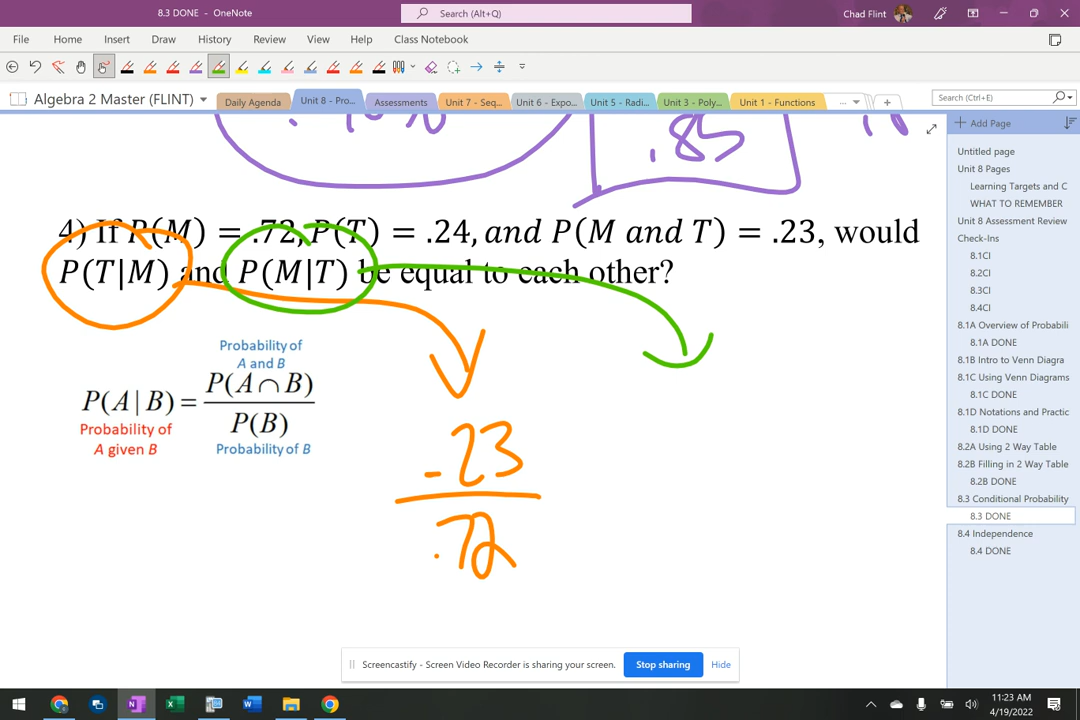 8.3 DONE - OneNote
Search (Alt+Q)
Chad Flint
File Home Insert Draw History Review View Help Class Notebook
Algebra 2 Master (FLINT)
Daily Agenda
Unit 8 - Pro...
Assessments
Unit 7 - Seq...
Unit 6 - Expo...
Unit 5 - Radi...
Unit 3 - Poly...
Unit 1 - Functions
...
Search (Ctrl+E)
Add Page
Untitled page
Unit 8 Pages
Learning Targets and C
WHAT TO REMEMBER
Unit 8 Assessment Review
Check-Ins
8.1CI
8.2CI
8.3CI
8.4CI
8.1A Overview of Probabili
8.1A DONE
8.1B Intro to Venn Diagra
8.1C Using Venn Diagrams
8.1C DONE
8.1D Notations and Practic
8.1D DONE
8.2A Using 2 Way Table
8.2B Filling in 2 Way Table
8.2B DONE
8.3 Conditional Probability
8.3 DONE
8.4 Independence
8.4 DONE
.85
4) If P(M) = .72, P(T) = .24, and P(M and T) = .23, would
P(T|M) and P(M|T) be equal to each other?
Probability of
A and B
P(A | B) = P(A ∩ B)
P(B)
Probability of
A given B
Probability of B
.23
.72
Screencastify - Screen Video Recorder is sharing your screen.
Stop sharing
Hide
11:23 AM
4/19/2022